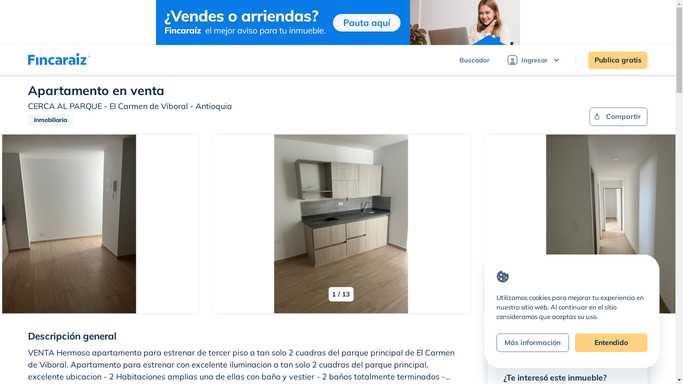 ¿Vendes o arriendas?
Fincaraíz el mejor aviso para tu inmueble.
Pauta aquí
Fincaraíz
Buscador
Ingresar
Publica gratis
Apartamento en venta
CERCA AL PARQUE - El Carmen de Viboral - Antioquia
Inmobiliaria
Compartir
1 / 13
Utilizamos cookies para mejorar tu experiencia en
nuestro sitio web. Al continuar en el sitio
consideramos que aceptas su uso.
Más información
Entendido
Descripción general
VENTA Hermoso apartamento para estrenar de tercer piso a tan solo 2 cuadras del parque principal de El Carmen
de Viboral. Apartamento para estrenar con excelente iluminacion a tan solo 2 cuadras del parque principal,
excelente ubicacion - 2 Habitaciones amplias una de ellas con baño y vestier - 2 baños totalmente terminados –...
¿Te interesó este inmueble?